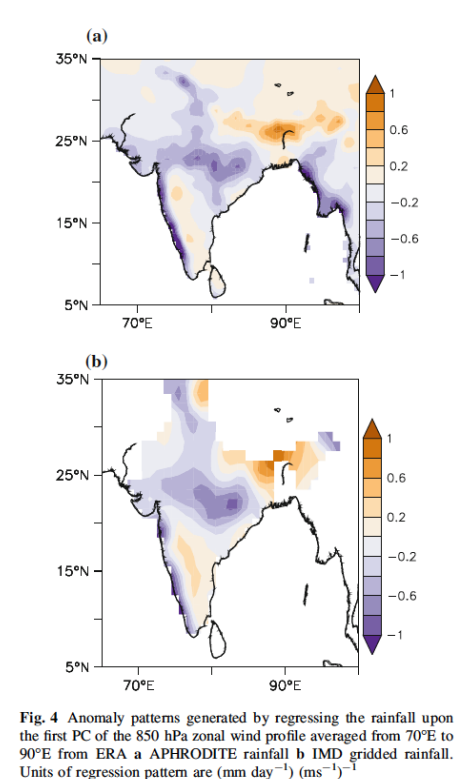 (a)
35°N
25°N
15°N
5°N
70°E
90°E
1
0.6
0.2
−0.2
−0.6
−1
(b)
35°N
25°N
15°N
5°N
70°E
90°E
1
0.6
0.2
−0.2
−0.6
−1
Fig. 4 Anomaly patterns generated by regressing the rainfall upon
the first PC of the 850 hPa zonal wind profile averaged from 70°E to
90°E from ERA a APHRODITE rainfall b IMD gridded rainfall.
Units of regression pattern are (mm day⁻¹) (ms⁻¹)⁻¹